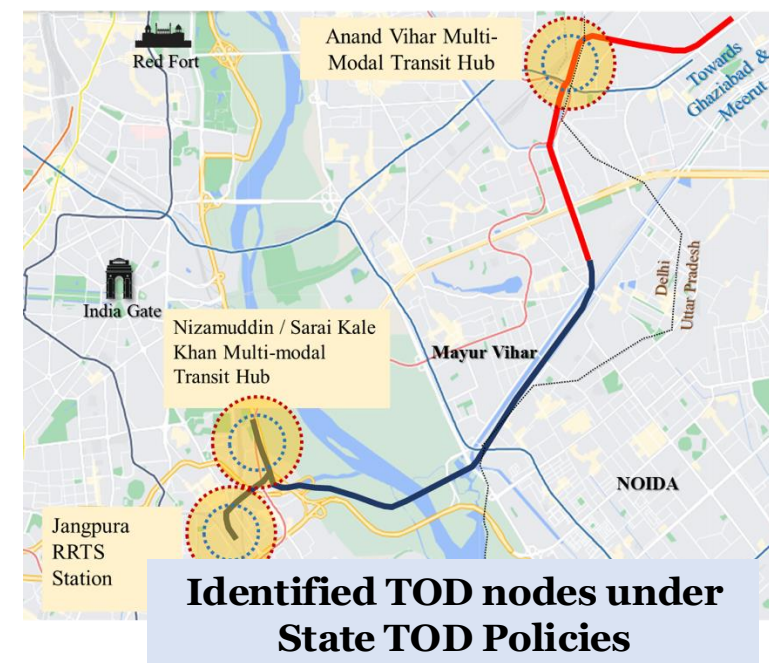 Red Fort
Anand Vihar Multi-
Modal Transit Hub
Towards
Ghaziabad &
Meerut
India Gate
Delhi
Uttar Pradesh
Nizamuddin / Sarai Kale
Khan Multi-modal
Transit Hub
Mayur Vihar
NOIDA
Jangpura
RRTS
Station
Identified TOD nodes under
State TOD Policies